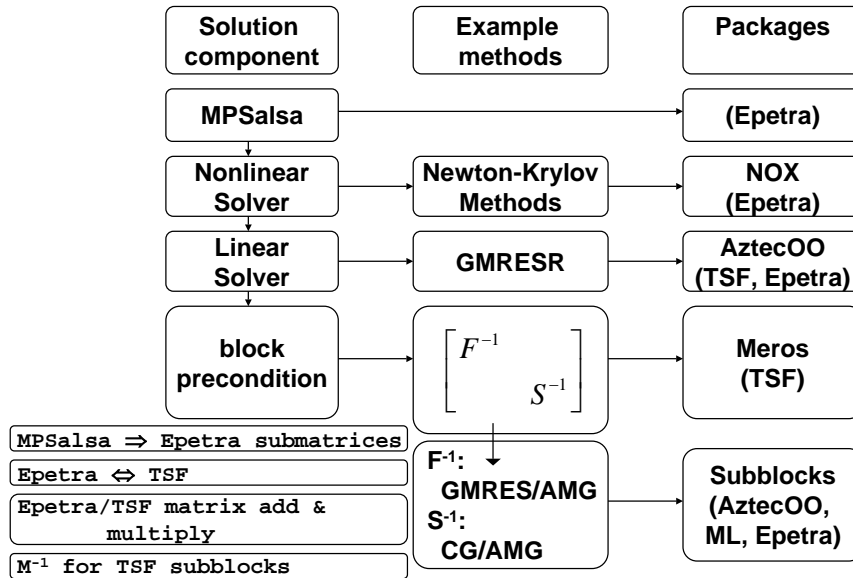 Solution
component
Example
methods
Packages
MPSalsa
(Epetra)
Nonlinear
Solver
Newton-Krylov
Methods
NOX
(Epetra)
Linear
Solver
GMRESR
AztecOO
(TSF, Epetra)
block
precondition
F⁻¹
S⁻¹
Meros
(TSF)
MPSalsa ⇒ Epetra submatrices
Epetra ⇔ TSF
Epetra/TSF matrix add &
multiply
M⁻¹ for TSF subblocks
F⁻¹:
GMRES/AMG
S⁻¹:
CG/AMG
Subblocks
(AztecOO,
ML, Epetra)